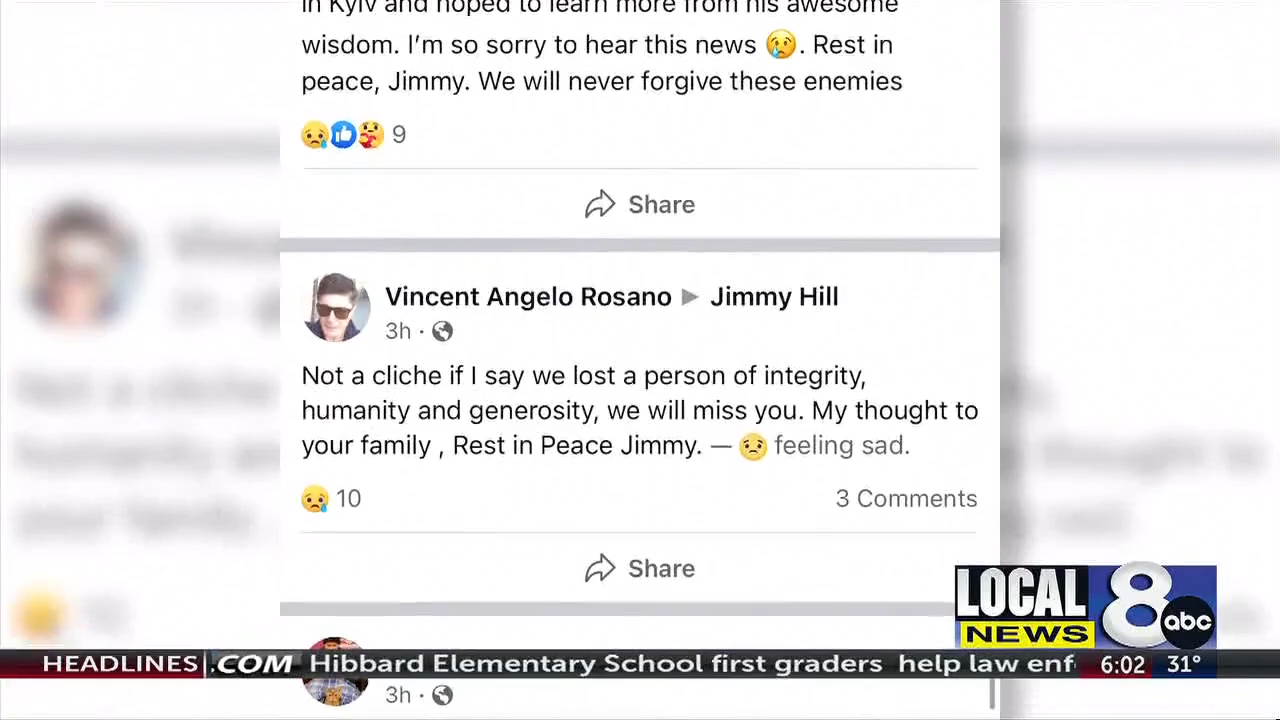 in Kyiv and hoped to learn more from his awesome
wisdom. I'm so sorry to hear this news 😢. Rest in
peace, Jimmy. We will never forgive these enemies
9
Share
Vincent Angelo Rosano ▶ Jimmy Hill
3h ·
Not a cliche if I say we lost a person of integrity,
humanity and generosity, we will miss you. My thought to
your family , Rest in Peace Jimmy. — 😟 feeling sad.
10 3 Comments
Share
LOCAL
NEWS
8
abc
HEADLINES .COM Hibbard Elementary School first graders help law enf 6:02 31°
3h ·